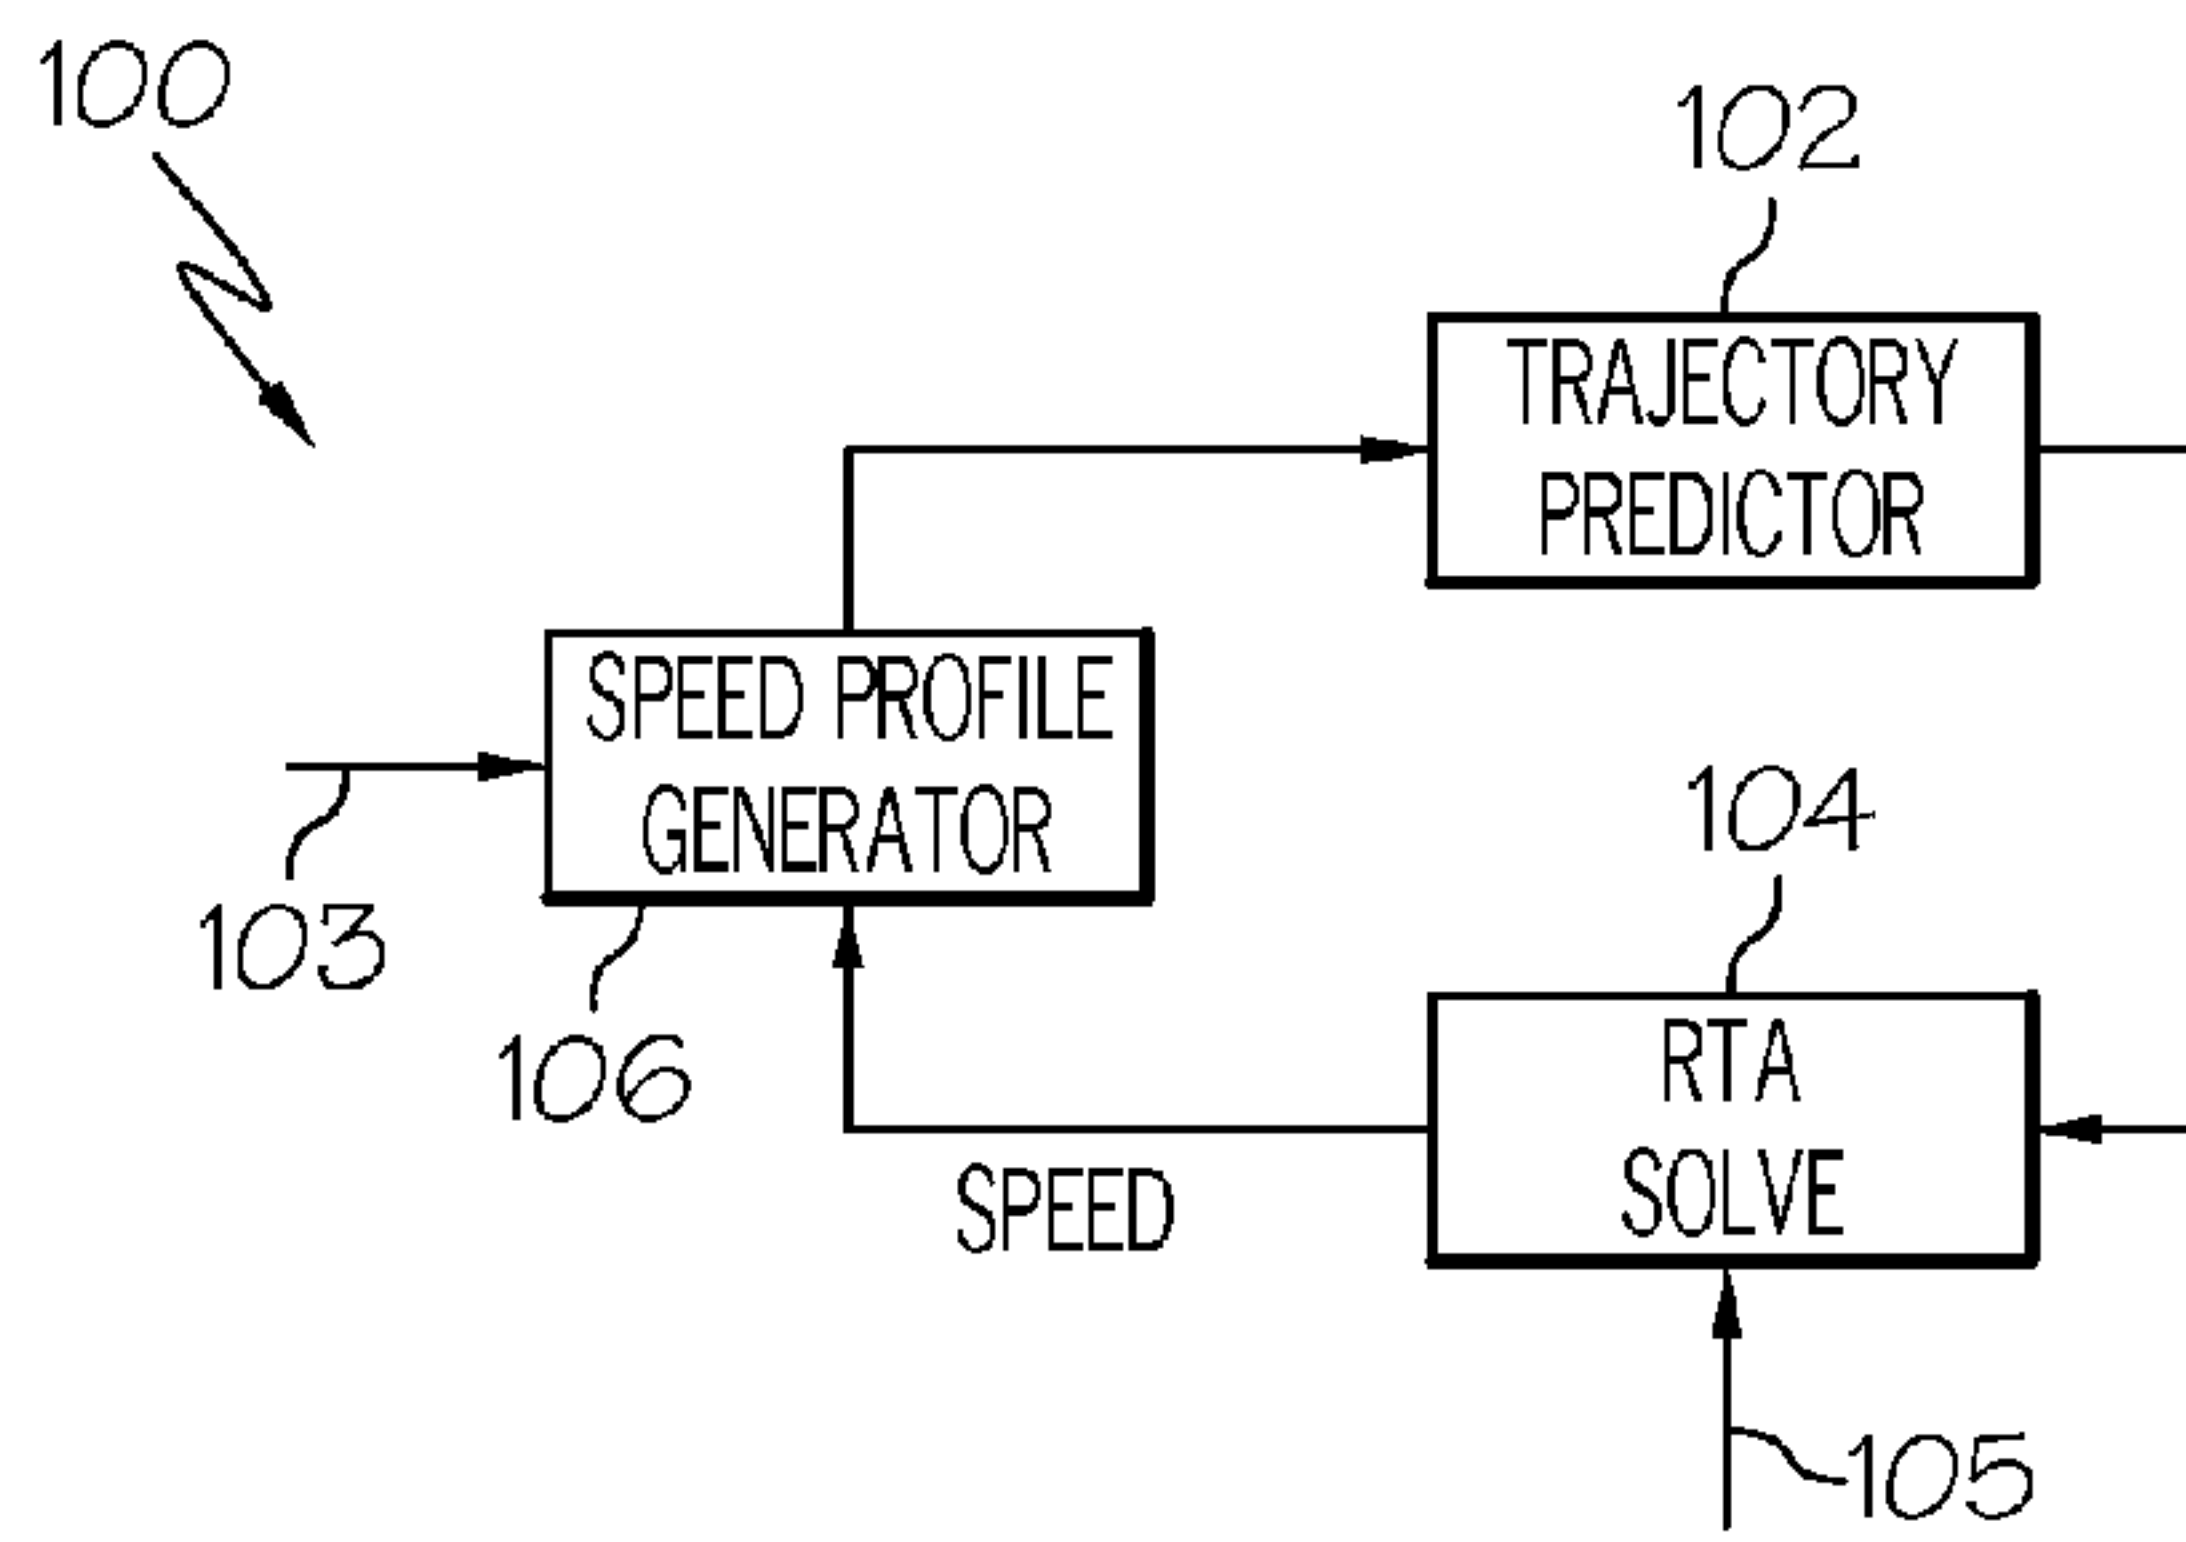 100
102
TRAJECTORY
PREDICTOR
SPEED PROFILE
GENERATOR
103
106
104
RTA
SOLVE
SPEED
105